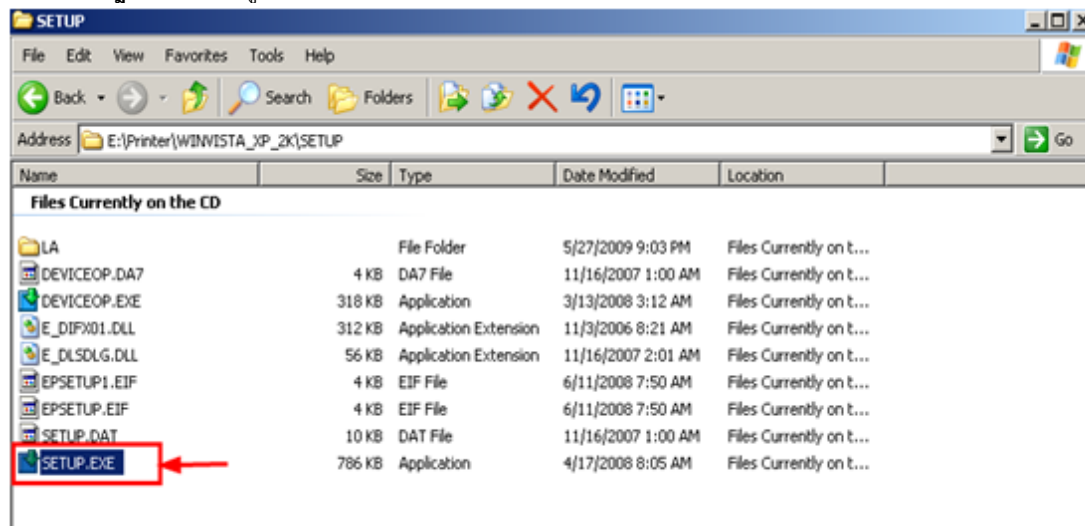 SETUP
File Edit View Favorites Tools Help
Back Search Folders
Address E:\Printer\WINVISTA_XP_2K\SETUP Go
Name Size Type Date Modified Location
Files Currently on the CD
LA File Folder 5/27/2009 9:03 PM Files Currently on t...
DEVICEOP.DA7 4 KB DA7 File 11/16/2007 1:00 AM Files Currently on t...
DEVICEOP.EXE 318 KB Application 3/13/2008 3:12 AM Files Currently on t...
E_DIFX01.DLL 312 KB Application Extension 11/3/2006 8:21 AM Files Currently on t...
E_DLSDLG.DLL 56 KB Application Extension 11/16/2007 2:01 AM Files Currently on t...
EPSETUP1.EIF 4 KB EIF File 6/11/2008 7:50 AM Files Currently on t...
EPSETUP.EIF 4 KB EIF File 6/11/2008 7:50 AM Files Currently on t...
SETUP.DAT 10 KB DAT File 11/16/2007 1:00 AM Files Currently on t...
SETUP.EXE 786 KB Application 4/17/2008 8:05 AM Files Currently on t...